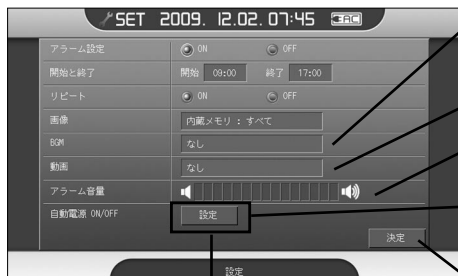 SET 2009. 12.02. 07:45 AC
アラーム設定 ON OFF
開始と終了 開始 09:00 終了 17:00
リピート ON OFF
画像 内蔵メモリ : すべて
BGM なし
動画 なし
アラーム音量
自動電源 ON/OFF 設定
決定
設定